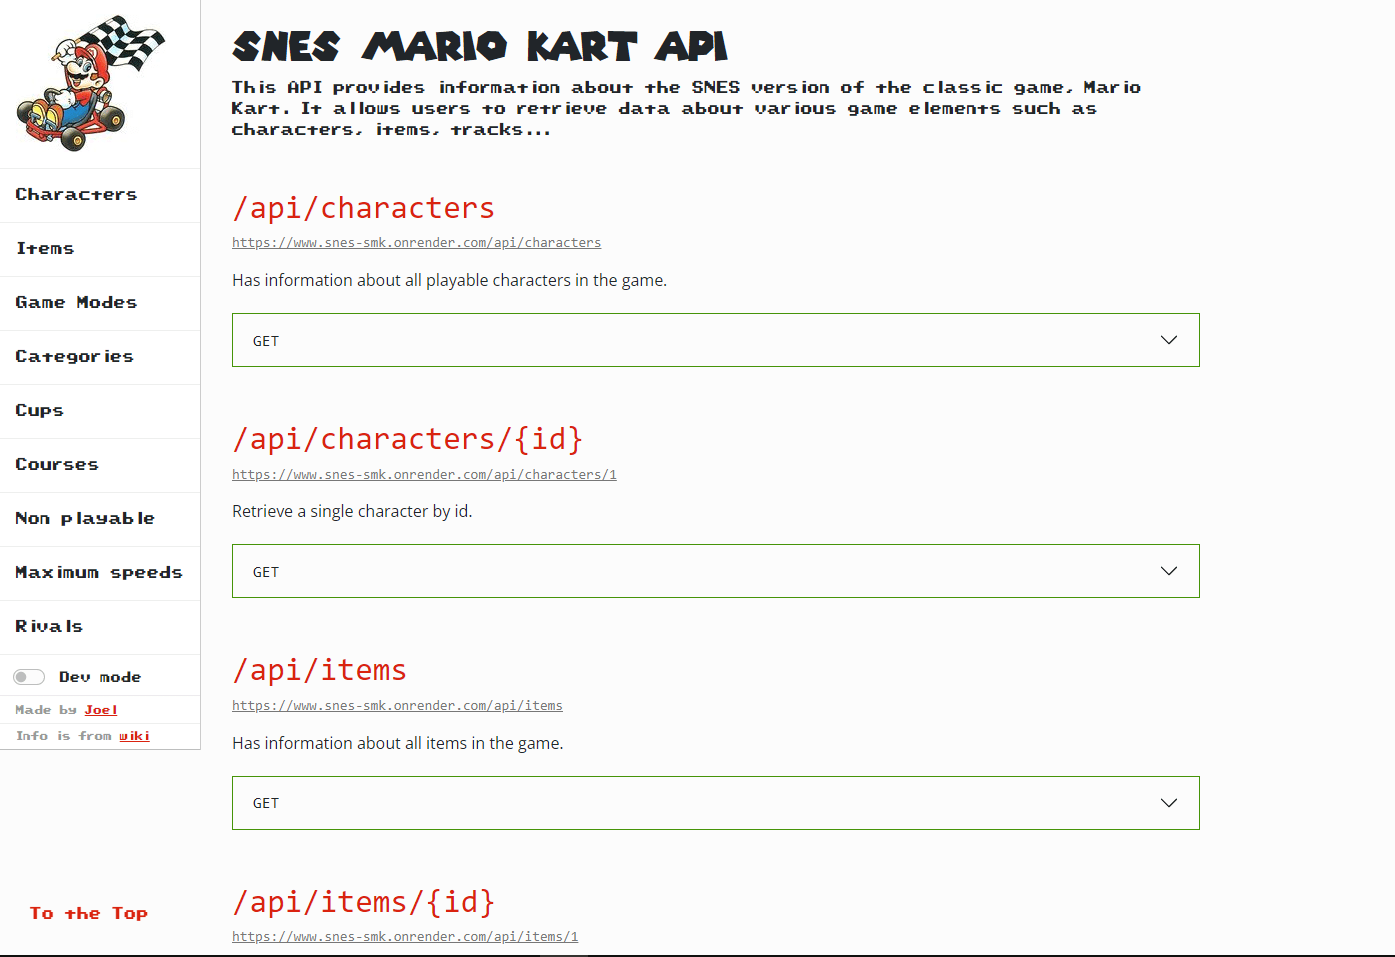 Characters
Items
Game Modes
Categories
Cups
Courses
Non playable
Maximum speeds
Rivals
Dev mode
Made by Joel
Info is from wiki
To the Top
SNES MARIO KART API
This API provides information about the SNES version of the classic game, Mario
Kart. It allows users to retrieve data about various game elements such as
characters, items, tracks...
/api/characters
https://www.snes-smk.onrender.com/api/characters
Has information about all playable characters in the game.
GET
/api/characters/{id}
https://www.snes-smk.onrender.com/api/characters/1
Retrieve a single character by id.
GET
/api/items
https://www.snes-smk.onrender.com/api/items
Has information about all items in the game.
GET
/api/items/{id}
https://www.snes-smk.onrender.com/api/items/1